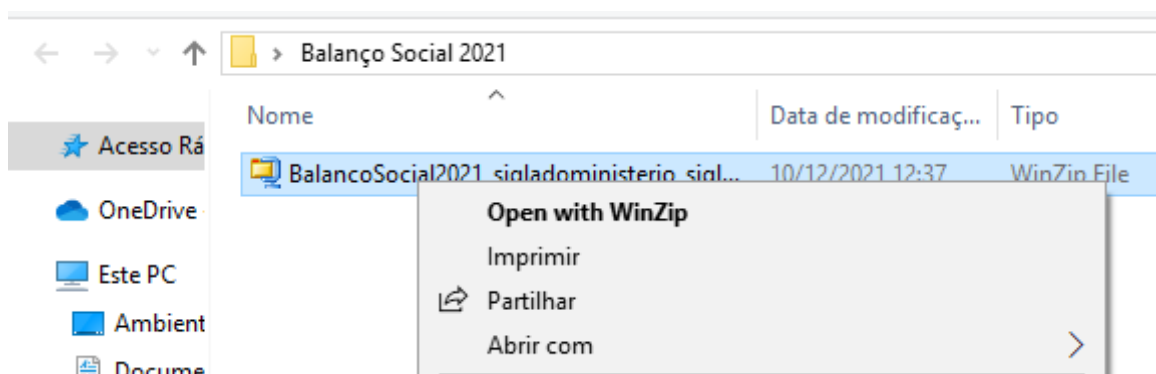 Balanço Social 2021
Nome Data de modificaç... Tipo
Acesso Rá
BalancoSocial2021_sigladoministerio_sigl... 10/12/2021 12:37 WinZip File
OneDrive
Open with WinZip
Imprimir
Este PC
Partilhar
Ambient
Abrir com
Docume